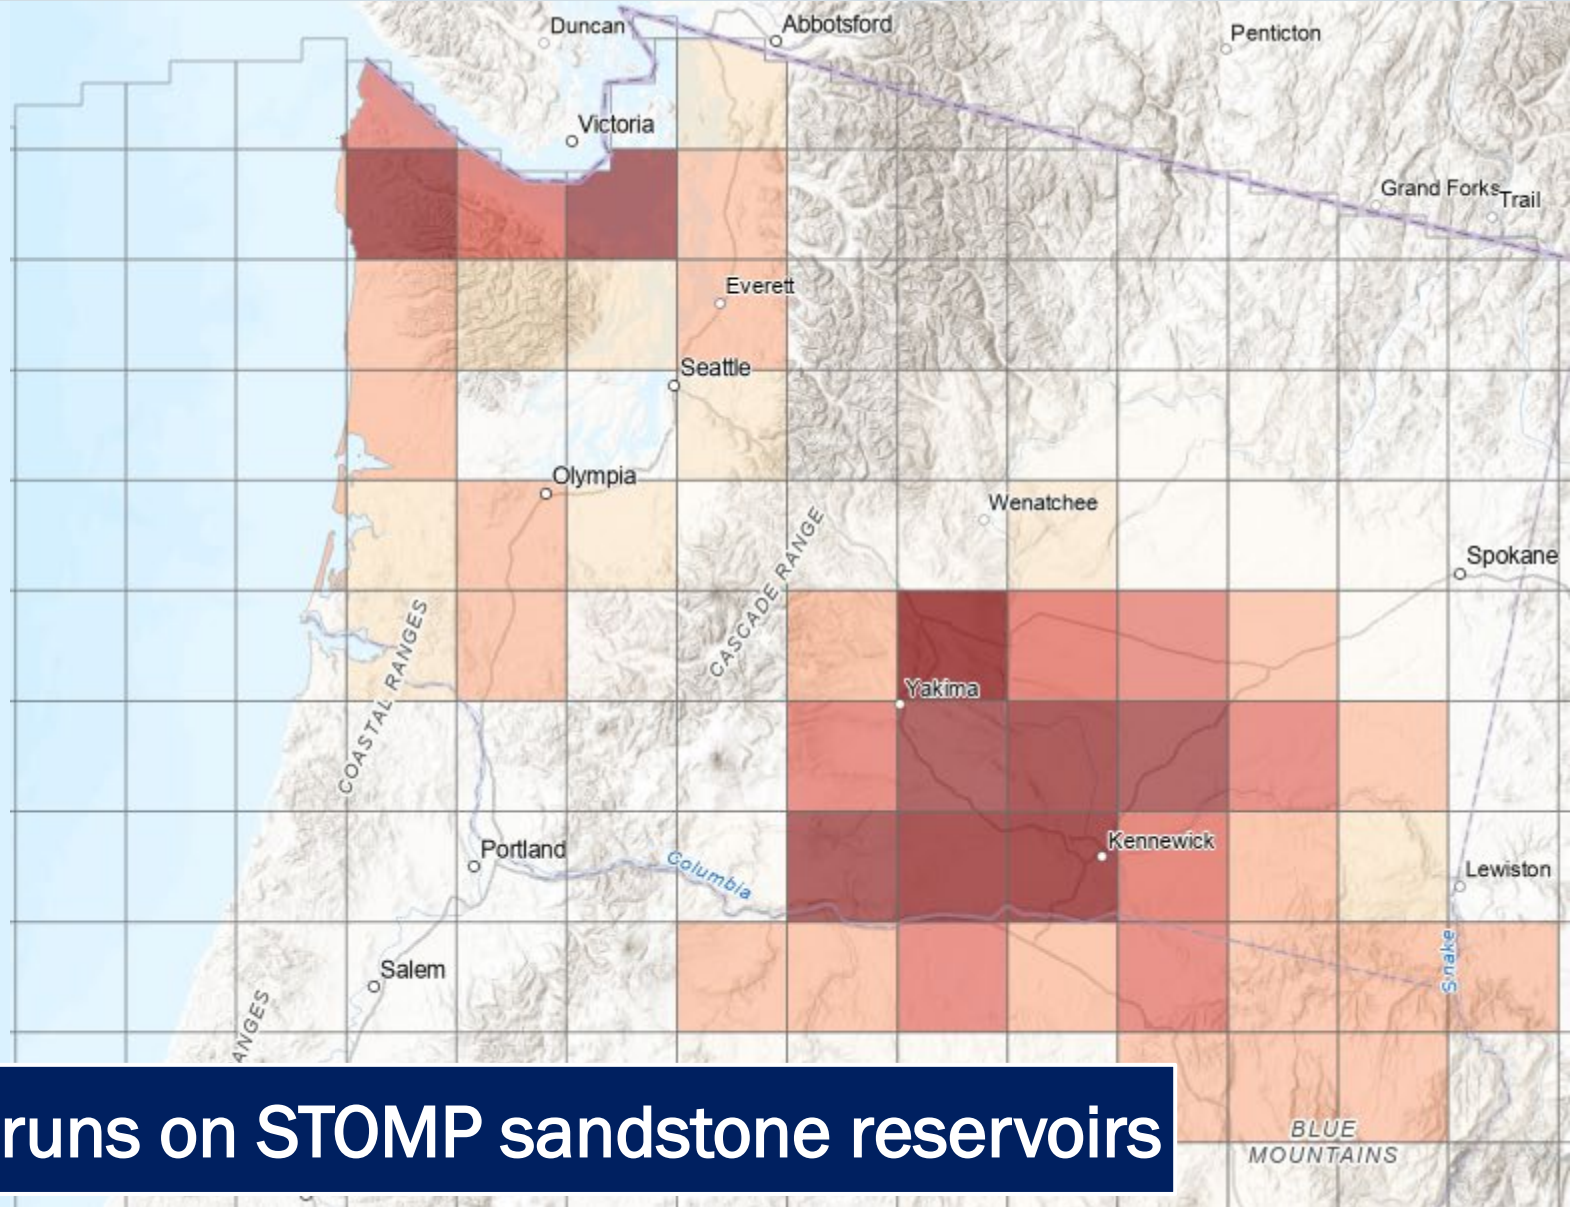 Duncan
Abbotsford
Penticton
Victoria
Grand Forks
Trail
Everett
Seattle
Olympia
Wenatchee
CASCADE RANGE
Spokane
COASTAL RANGES
Yakima
Portland
Columbia
Kennewick
Lewiston
Snake
Salem
ANGES
runs on STOMP sandstone reservoirs
BLUE
MOUNTAINS